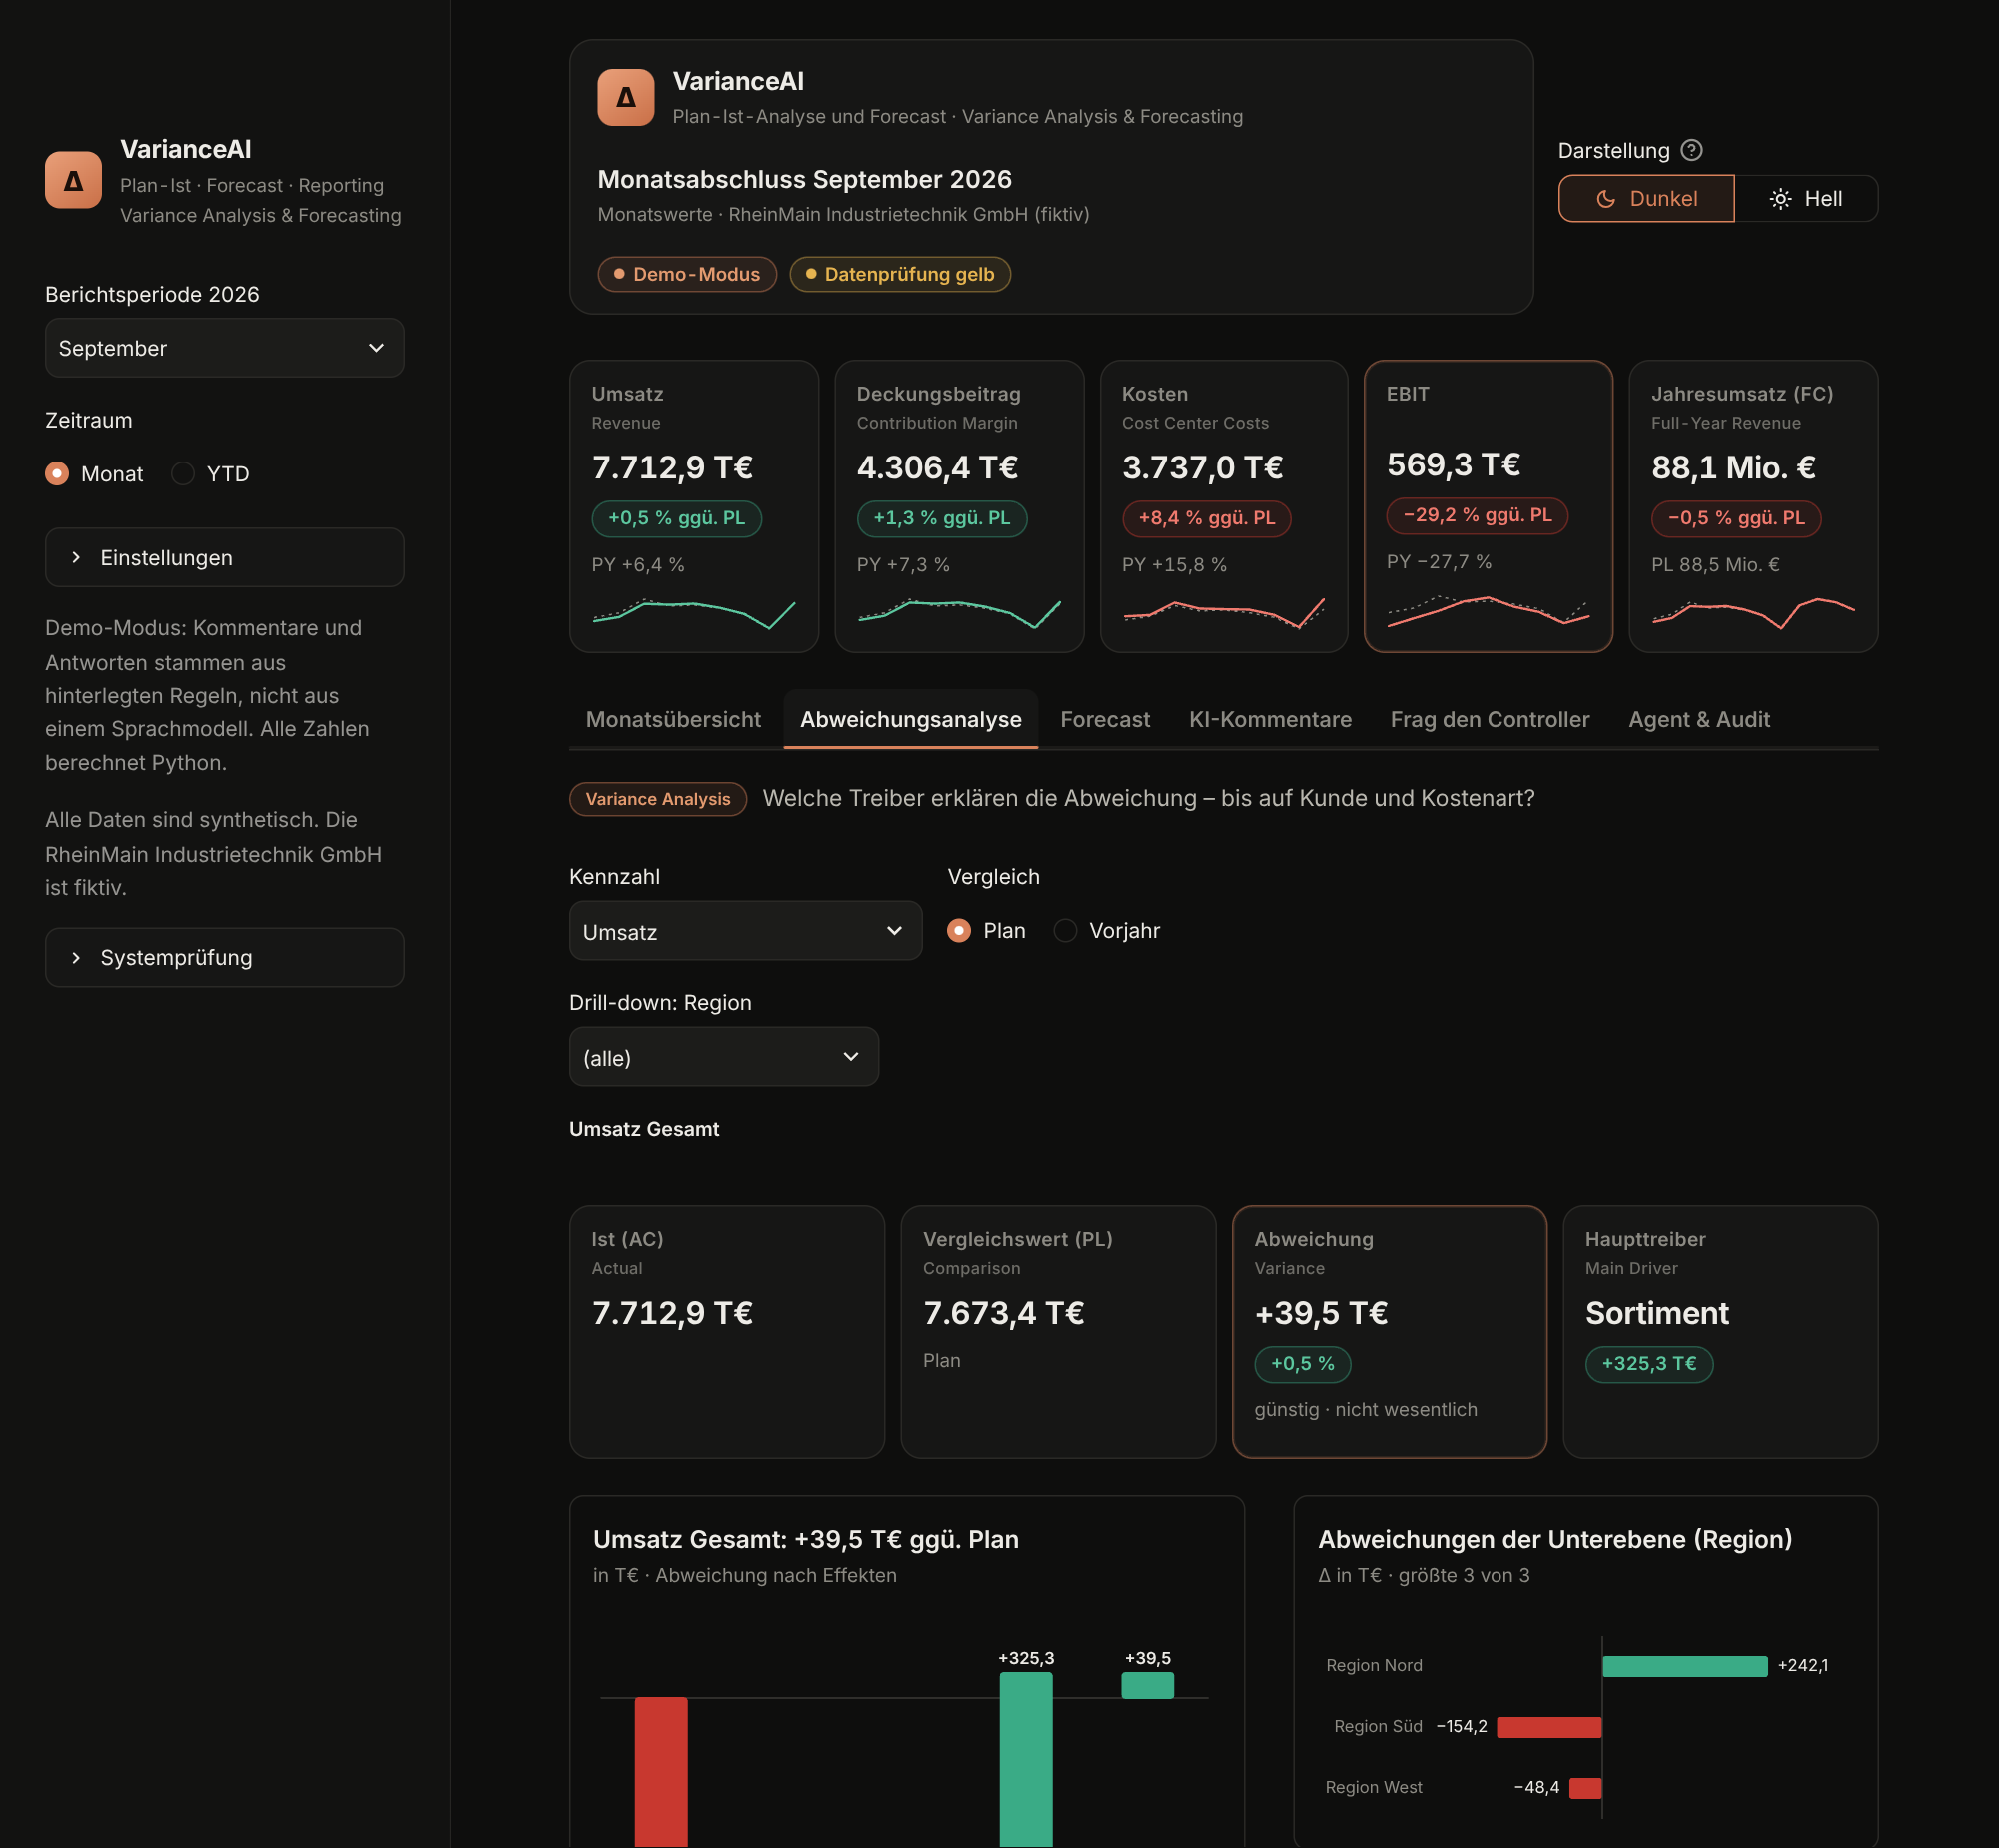 VarianceAI
Plan-Ist · Forecast · Reporting
Variance Analysis & Forecasting
Berichtsperiode 2026
September
Zeitraum
Monat
YTD
Einstellungen
Demo-Modus: Kommentare und
Antworten stammen aus
hinterlegten Regeln, nicht aus
einem Sprachmodell. Alle Zahlen
berechnet Python.
Alle Daten sind synthetisch. Die
RheinMain Industrietechnik GmbH
ist fiktiv.
Systemprüfung
VarianceAI
Plan-Ist-Analyse und Forecast · Variance Analysis & Forecasting
Monatsabschluss September 2026
Monatswerte · RheinMain Industrietechnik GmbH (fiktiv)
Demo-Modus
Datenprüfung gelb
Darstellung
Dunkel
Hell
Umsatz
Revenue
7.712,9 T€
+0,5 % ggü. PL
PY +6,4 %
Deckungsbeitrag
Contribution Margin
4.306,4 T€
+1,3 % ggü. PL
PY +7,3 %
Kosten
Cost Center Costs
3.737,0 T€
+8,4 % ggü. PL
PY +15,8 %
EBIT
569,3 T€
−29,2 % ggü. PL
PY −27,7 %
Jahresumsatz (FC)
Full-Year Revenue
88,1 Mio. €
−0,5 % ggü. PL
PL 88,5 Mio. €
Monatsübersicht
Abweichungsanalyse
Forecast
KI-Kommentare
Frag den Controller
Agent & Audit
Variance Analysis
Welche Treiber erklären die Abweichung – bis auf Kunde und Kostenart?
Kennzahl
Umsatz
Vergleich
Plan
Vorjahr
Drill-down: Region
(alle)
Umsatz Gesamt
Ist (AC)
Actual
7.712,9 T€
Vergleichswert (PL)
Comparison
7.673,4 T€
Plan
Abweichung
Variance
+39,5 T€
+0,5 %
günstig · nicht wesentlich
Haupttreiber
Main Driver
Sortiment
+325,3 T€
Umsatz Gesamt: +39,5 T€ ggü. Plan
in T€ · Abweichung nach Effekten
+325,3
+39,5
Abweichungen der Unterebene (Region)
Δ in T€ · größte 3 von 3
Region Nord
+242,1
Region Süd
−154,2
Region West
−48,4